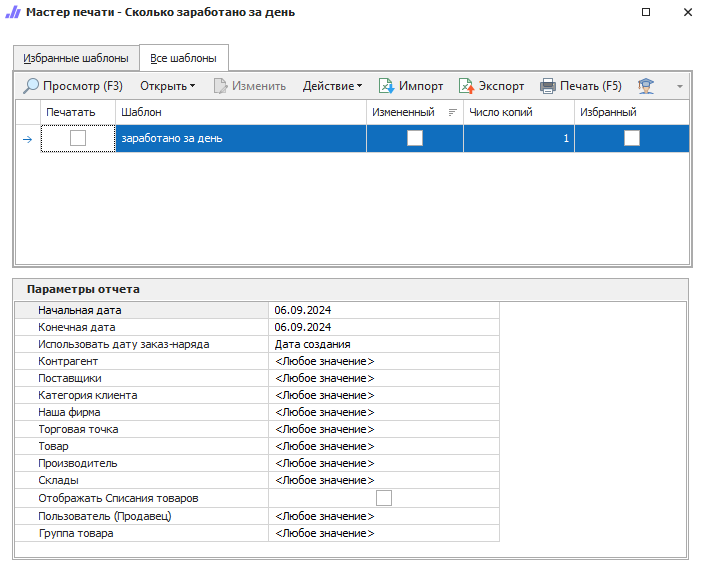 Мастер печати - Сколько заработано за день
Избранные шаблоны Все шаблоны
Просмотр (F3) Открыть Изменить Действие Импорт Экспорт Печать (F5)
Печатать Шаблон Измененный Число копий Избранный
заработано за день 1
Параметры отчета
Начальная дата 06.09.2024
Конечная дата 06.09.2024
Использовать дату заказ-наряда Дата создания
Контрагент <Любое значение>
Поставщики <Любое значение>
Категория клиента <Любое значение>
Наша фирма <Любое значение>
Торговая точка <Любое значение>
Товар <Любое значение>
Производитель <Любое значение>
Склады <Любое значение>
Отображать Списания товаров
Пользователь (Продавец) <Любое значение>
Группа товара <Любое значение>